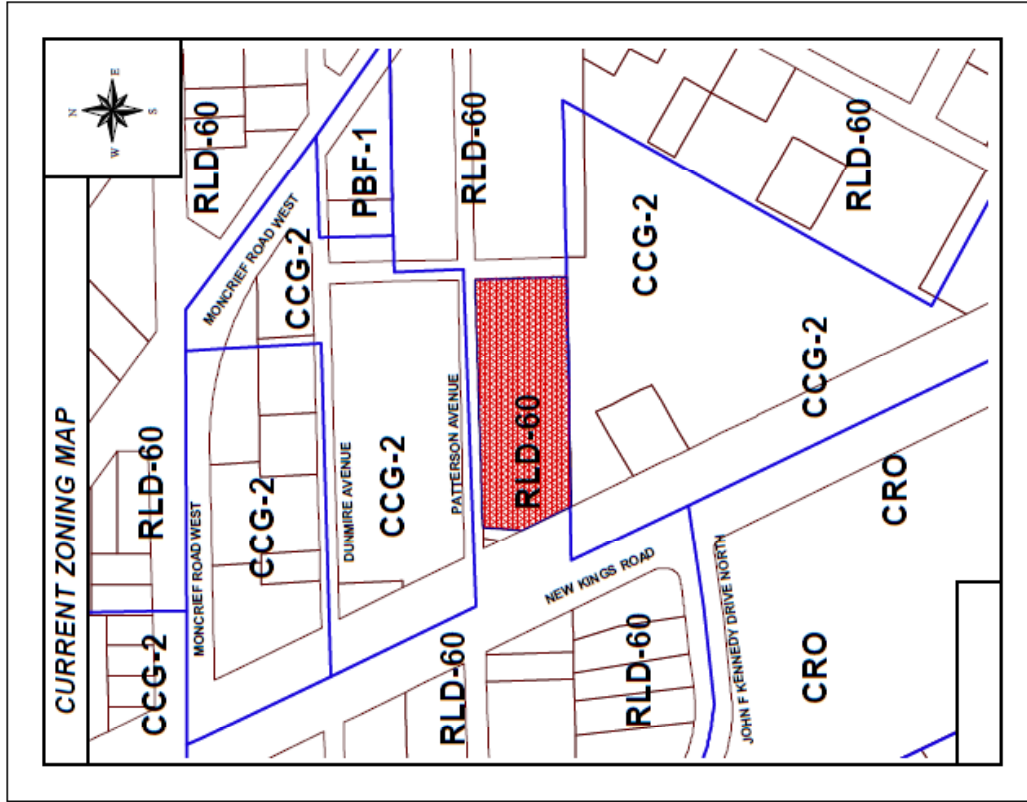 CURRENT ZONING MAP
N
E
S
W
RLD-60
RLD-60
CCG-2
MONCRIEF ROAD WEST
MONCRIEF ROAD WEST
CCG-2
CCG-2
PBF-1
DUNMIRE AVENUE
CCG-2
PATTERSON AVENUE
RLD-60
RLD-60
RLD-60
CCG-2
RLD-60
CCG-2
NEW KINGS ROAD
RLD-60
JOHN F KENNEDY DRIVE NORTH
CRO
CRO